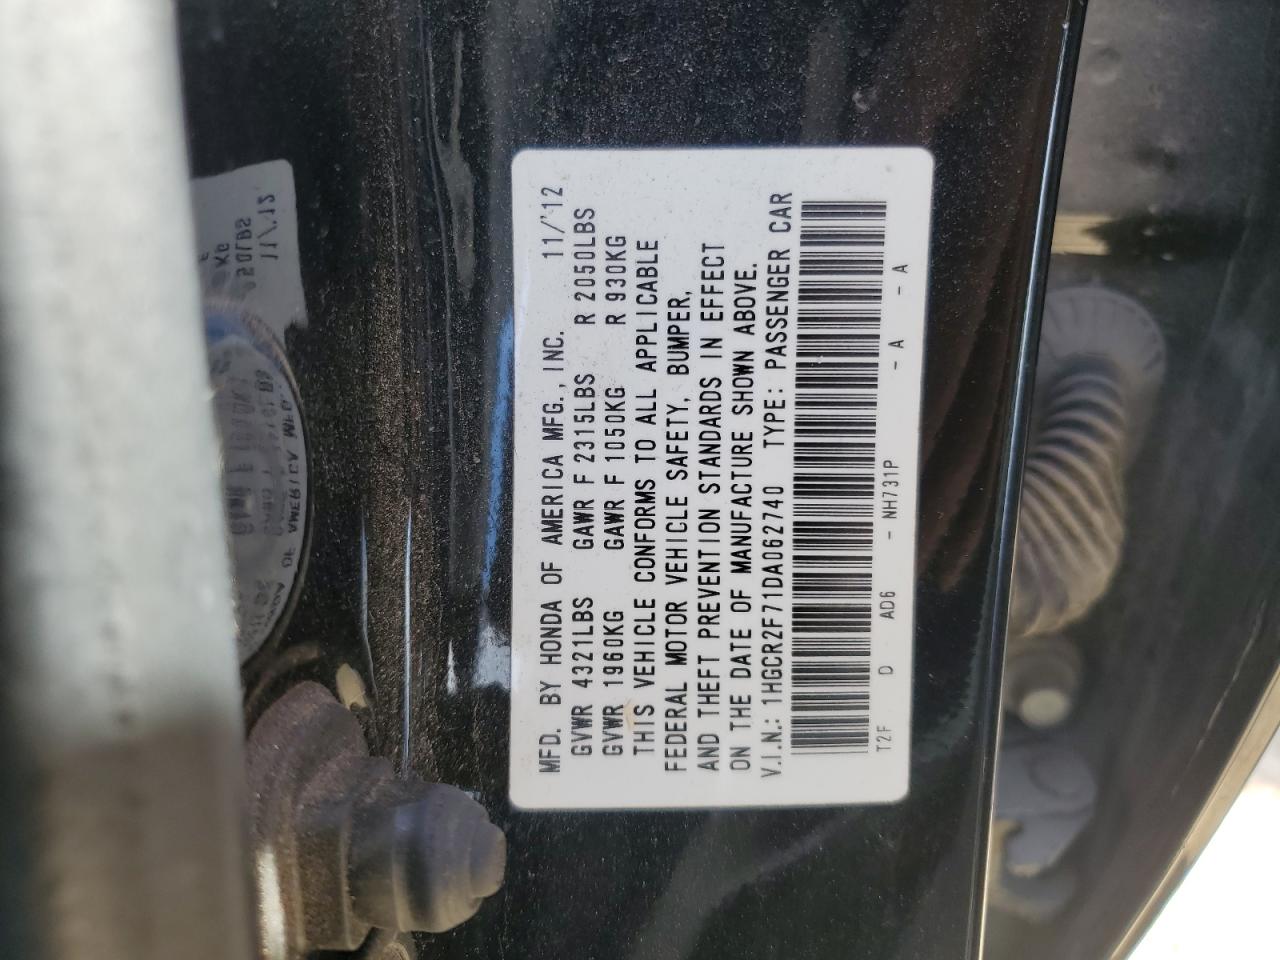 MFD. BY HONDA OF AMERICA MFG., INC. 11/'12
GVWR 4321LBS GAWR F 2315LBS R 2050LBS
GVWR 1960KG GAWR F 1050KG R 930KG
THIS VEHICLE CONFORMS TO ALL APPLICABLE
FEDERAL MOTOR VEHICLE SAFETY, BUMPER,
AND THEFT PREVENTION STANDARDS IN EFFECT
ON THE DATE OF MANUFACTURE SHOWN ABOVE.
V.I.N.: 1HGCR2F71DA062740 TYPE: PASSENGER CAR
T2F D AD6 - NH731P - A - A